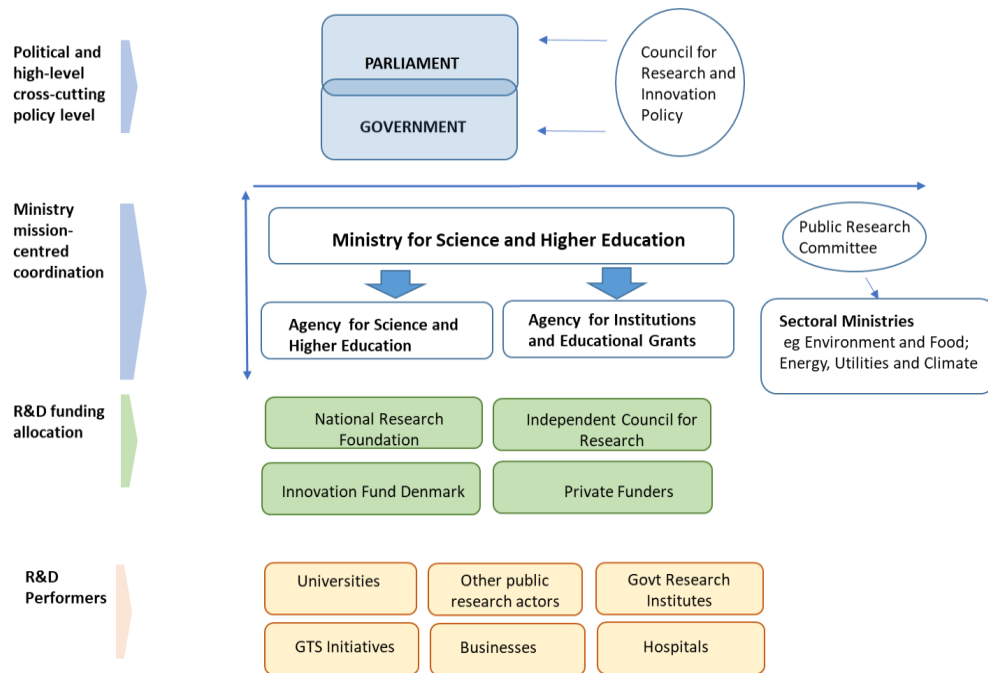 Political and
high-level
cross-cutting
policy level
PARLIAMENT
GOVERNMENT
Council for
Research and
Innovation
Policy
Ministry
mission-
centred
coordination
Ministry for Science and Higher Education
Public Research
Committee
Agency for Science and
Higher Education
Agency for Institutions
and Educational Grants
Sectoral Ministries
eg Environment and Food;
Energy, Utilities and Climate
R&D funding
allocation
National Research
Foundation
Independent Council for
Research
Innovation Fund Denmark
Private Funders
R&D
Performers
Universities
Other public
research actors
Govt Research
Institutes
GTS Initiatives
Businesses
Hospitals